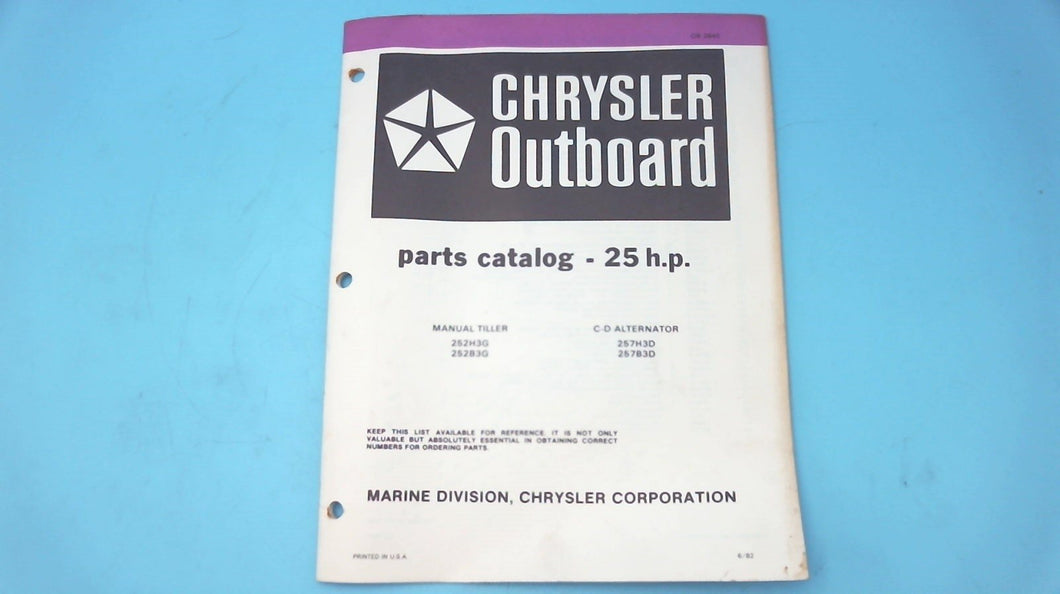 CHRYSLER
Outboard
parts catalog - 25 h.p.
MANUAL TILLER
252H3G
252B3G
C-D ALTERNATOR
257H3D
257B3D
KEEP THIS LIST AVAILABLE FOR REFERENCE. IT IS NOT ONLY
VALUABLE BUT ABSOLUTELY ESSENTIAL IN OBTAINING CORRECT
NUMBERS FOR ORDERING PARTS.
MARINE DIVISION, CHRYSLER CORPORATION
PRINTED IN U.S.A.
6/82